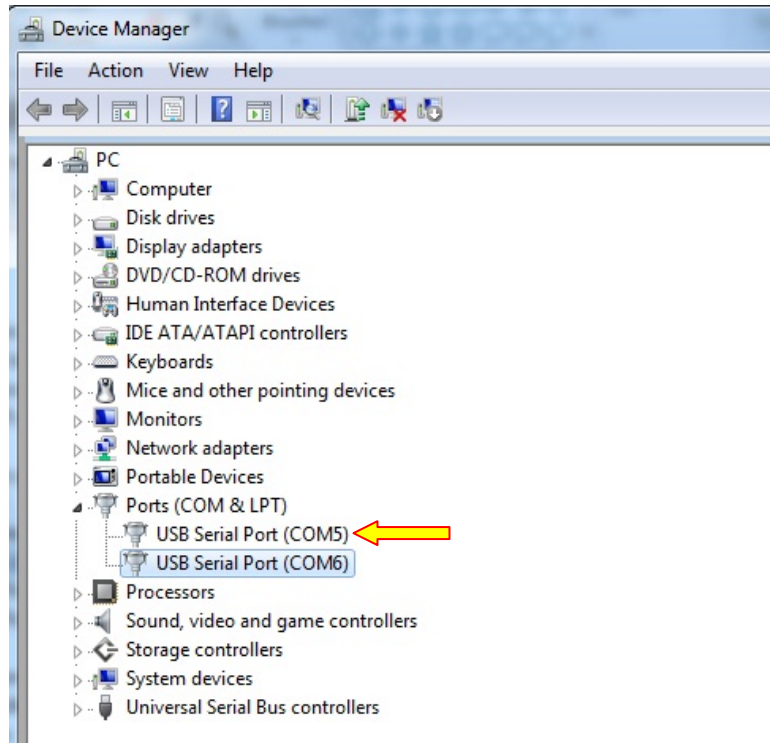 Device Manager
File Action View Help
PC
Computer
Disk drives
Display adapters
DVD/CD-ROM drives
Human Interface Devices
IDE ATA/ATAPI controllers
Keyboards
Mice and other pointing devices
Monitors
Network adapters
Portable Devices
Ports (COM & LPT)
USB Serial Port (COM5)
USB Serial Port (COM6)
Processors
Sound, video and game controllers
Storage controllers
System devices
Universal Serial Bus controllers